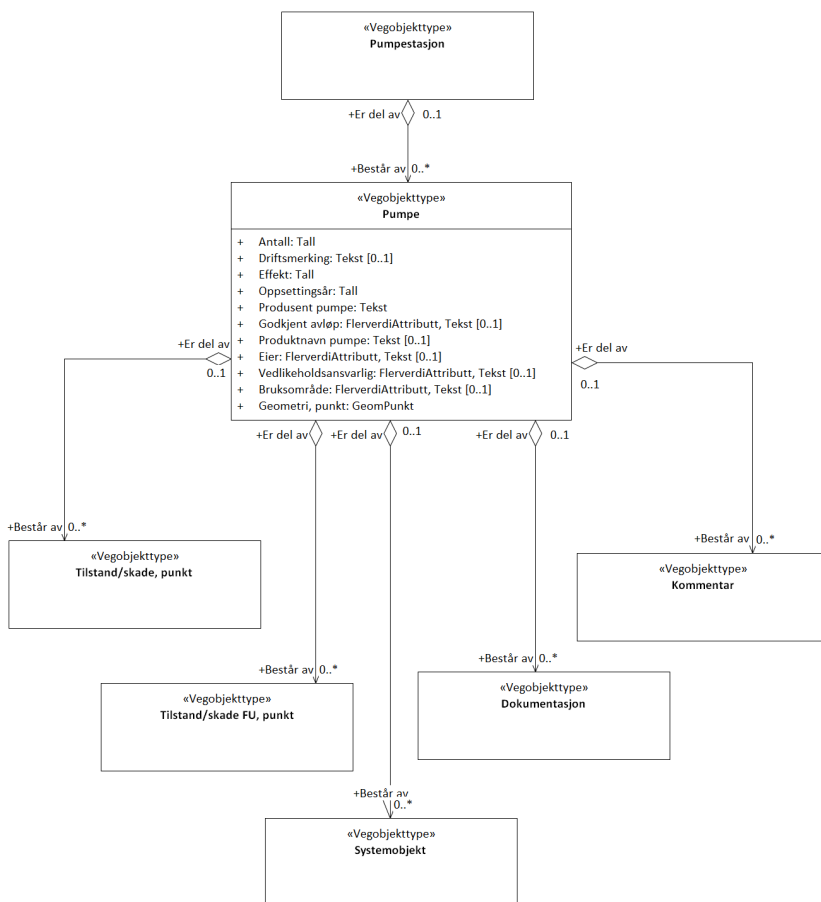 «Vegobjekttype»
Pumpestasjon
+Er del av 0..1
+Består av 0..*
«Vegobjekttype»
Pumpe
+ Antall: Tall
+ Driftsmerking: Tekst [0..1]
+ Effekt: Tall
+ Oppsettingsår: Tall
+ Produsent pumpe: Tekst
+ Godkjent avløp: FlerverdiAttributt, Tekst [0..1]
+ Produktnavn pumpe: Tekst [0..1]
+ Eier: FlerverdiAttributt, Tekst [0..1]
+ Vedlikeholdsansvarlig: FlerverdiAttributt, Tekst [0..1]
+ Bruksområde: FlerverdiAttributt, Tekst [0..1]
+ Geometri, punkt: GeomPunkt
+Er del av
0..1
+Er del av
0..1
+Er del av
+Er del av 0..1
+Er del av 0..1
+Består av 0..*
«Vegobjekttype»
Tilstand/skade, punkt
+Består av 0..*
«Vegobjekttype»
Kommentar
+Består av 0..*
«Vegobjekttype»
Tilstand/skade FU, punkt
+Består av 0..*
«Vegobjekttype»
Dokumentasjon
+Består av
0..*
«Vegobjekttype»
Systemobjekt